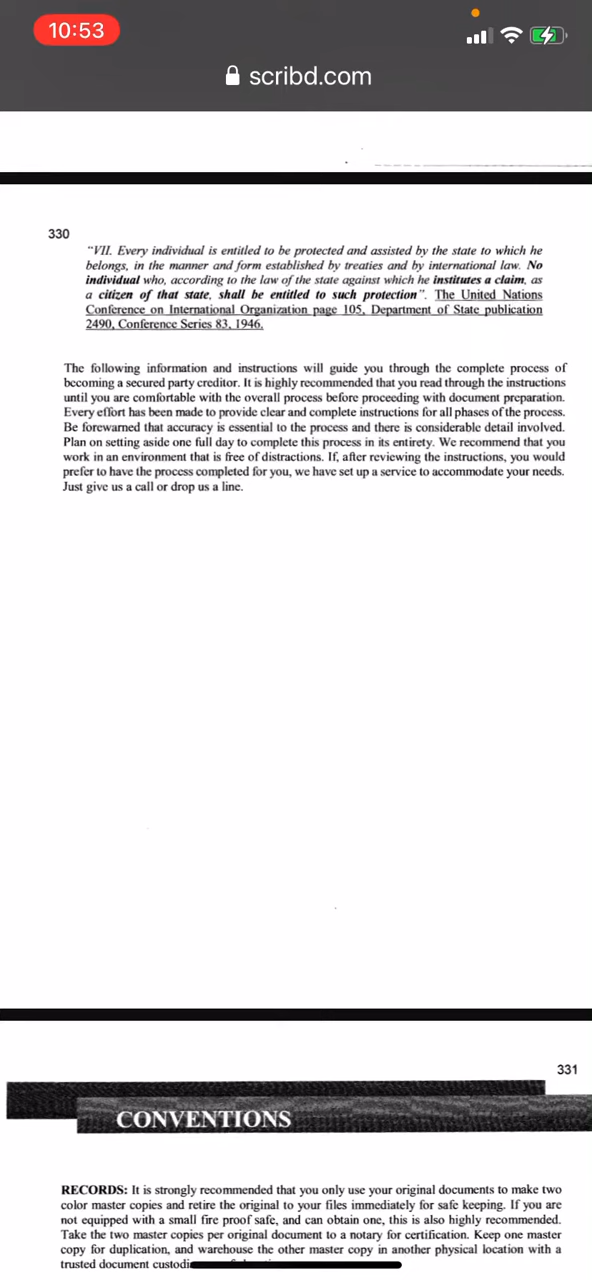 10:53
scribd.com
330
"VII. Every individual is entitled to be protected and assisted by the state to which he
belongs, in the manner and form established by treaties and by international law. No
individual who, according to the law of the state against which he institutes a claim, as
a citizen of that state, shall be entitled to such protection". The United Nations
Conference on International Organization page 105, Department of State publication
2490, Conference Series 83, 1946.
The following information and instructions will guide you through the complete process of
becoming a secured party creditor. It is highly recommended that you read through the instructions
until you are comfortable with the overall process before proceeding with document preparation.
Every effort has been made to provide clear and complete instructions for all phases of the process.
Be forewarned that accuracy is essential to the process and there is considerable detail involved.
Plan on setting aside one full day to complete this process in its entirety. We recommend that you
work in an environment that is free of distractions. If, after reviewing the instructions, you would
prefer to have the process completed for you, we have set up a service to accommodate your needs.
Just give us a call or drop us a line.
331
CONVENTIONS
RECORDS: It is strongly recommended that you only use your original documents to make two
color master copies and retire the original to your files immediately for safe keeping. If you are
not equipped with a small fire proof safe, and can obtain one, this is also highly recommended.
Take the two master copies per original document to a notary for certification. Keep one master
copy for duplication, and warehouse the other master copy in another physical location with a
trusted document